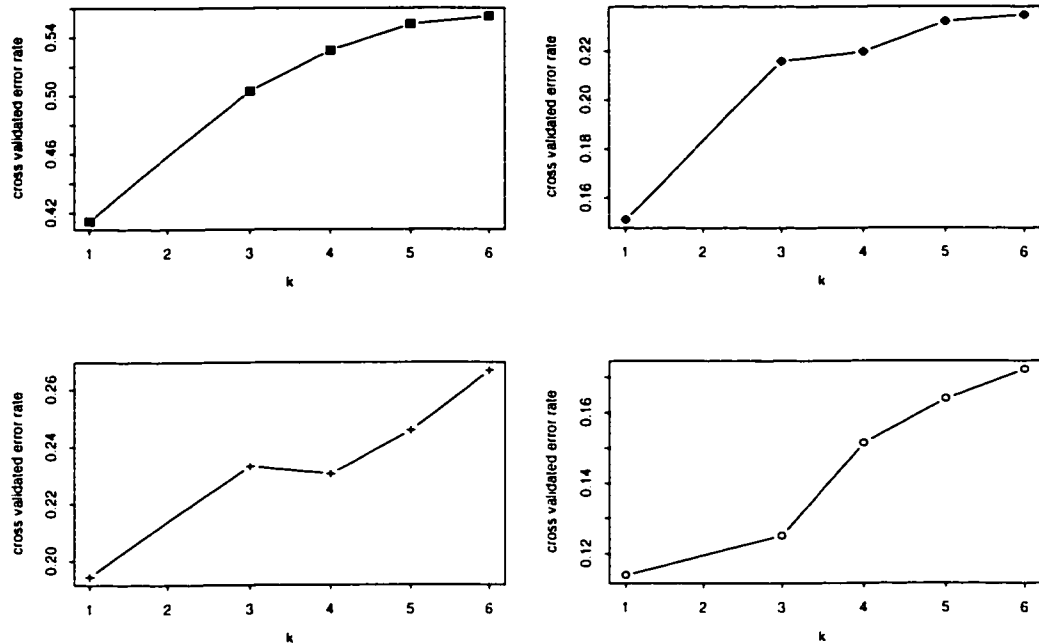 cross validated error rate
0.54
0.50
0.46
0.42
1 2 3 4 5 6
k
cross validated error rate
0.22
0.20
0.18
0.16
1 2 3 4 5 6
k
cross validated error rate
0.26
0.24
0.22
0.20
1 2 3 4 5 6
k
cross validated error rate
0.16
0.14
0.12
1 2 3 4 5 6
k